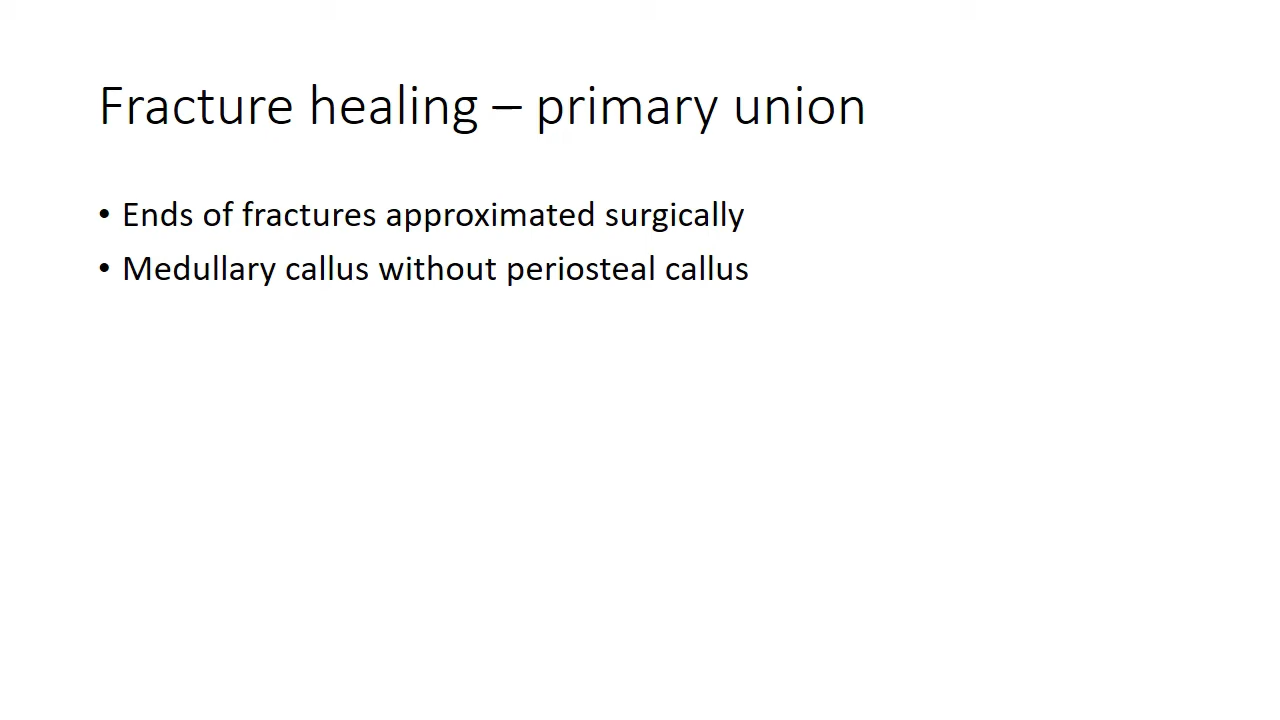 Fracture healing – primary union
• Ends of fractures approximated surgically
• Medullary callus without periosteal callus